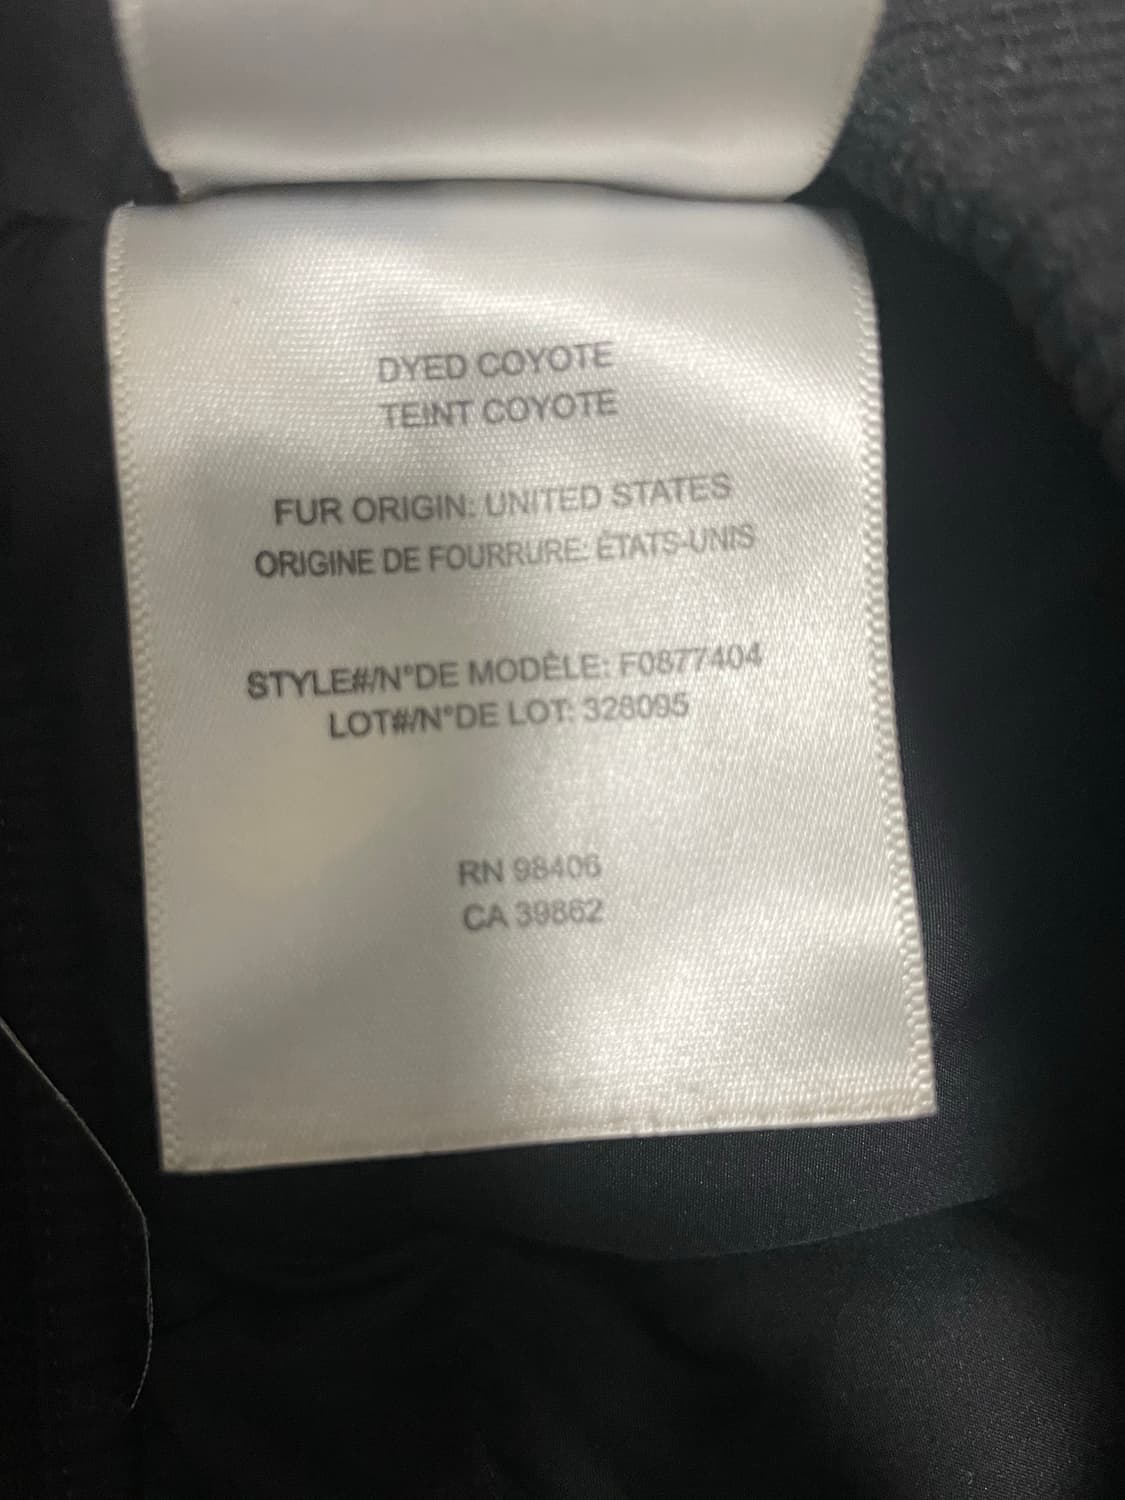 DYED COYOTE
TEINT COYOTE
FUR ORIGIN: UNITED STATES
ORIGINE DE FOURRURE: ÉTATS-UNIS
STYLE#/N°DE MODÈLE: F0877404
LOT#/N°DE LOT: 328095
RN 98406
CA 39862